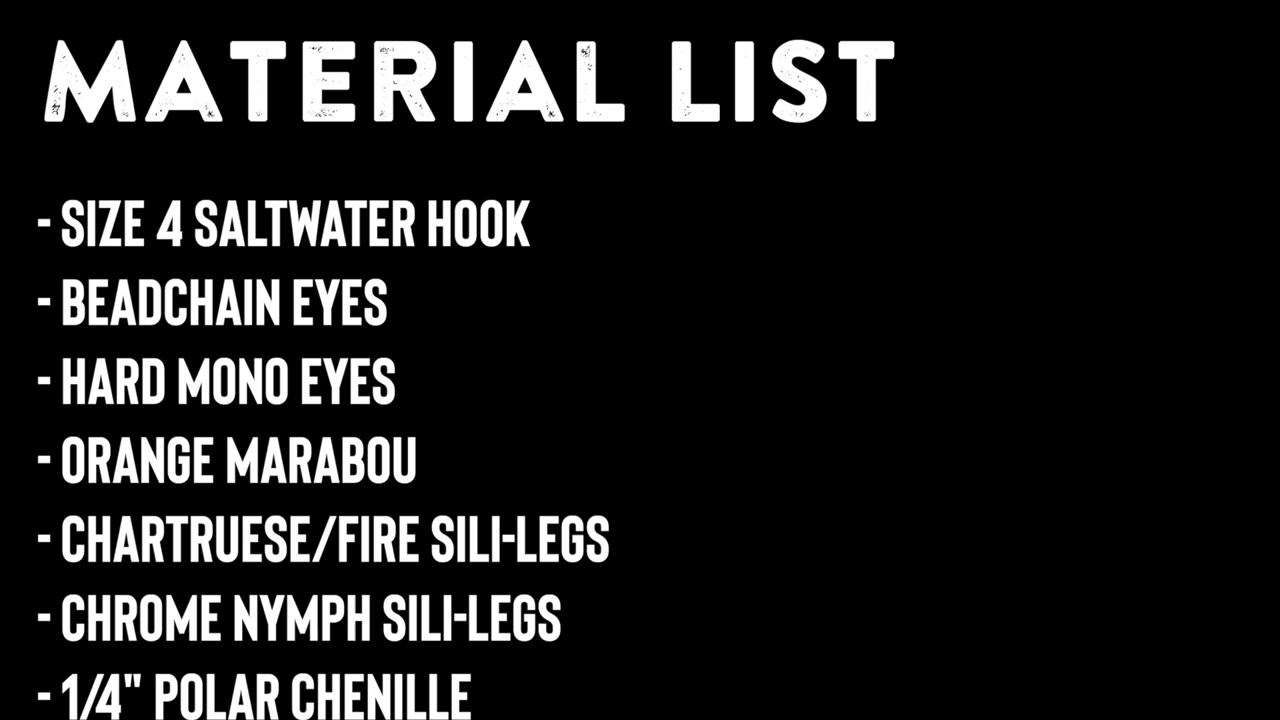 MATERIAL LIST
- SIZE 4 SALTWATER HOOK
- BEADCHAIN EYES
- HARD MONO EYES
- ORANGE MARABOU
- CHARTRUESE/FIRE SILI-LEGS
- CHROME NYMPH SILI-LEGS
- 1/4" POLAR CHENILLE